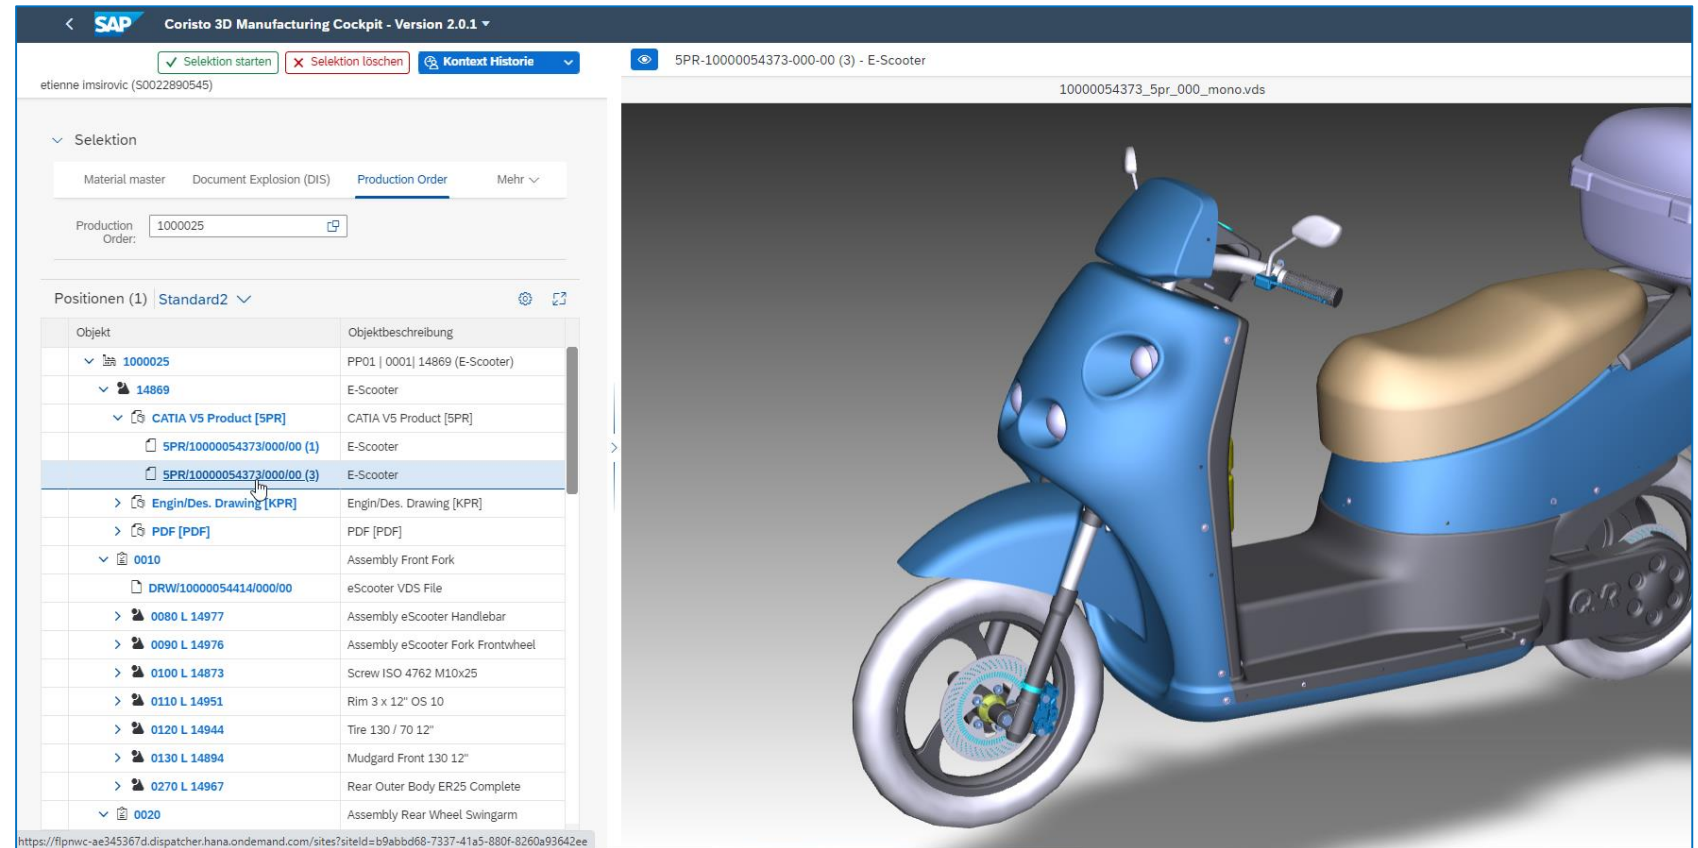 SAP Coristo 3D Manufacturing Cockpit - Version 2.0.1
Selektion starten Selektion löschen Kontext Historie
etienne imsirovic (S0022890545)
Selektion
Material master Document Explosion (DIS) Production Order Mehr
Production Order: 1000025
Positionen (1) Standard2
Objekt Objektbeschreibung
1000025 PP01 | 0001| 14869 (E-Scooter)
14869 E-Scooter
CATIA V5 Product [5PR] CATIA V5 Product [5PR]
5PR/10000054373/000/00 (1) E-Scooter
5PR/10000054373/000/00 (3) E-Scooter
Engin/Des. Drawing [KPR] Engin/Des. Drawing [KPR]
PDF [PDF] PDF [PDF]
0010 Assembly Front Fork
DRW/10000054414/000/00 eScooter VDS File
0080 L 14977 Assembly eScooter Handlebar
0090 L 14976 Assembly eScooter Fork Frontwheel
0100 L 14873 Screw ISO 4762 M10x25
0110 L 14951 Rim 3 x 12" OS 10
0120 L 14944 Tire 130 / 70 12"
0130 L 14894 Mudgard Front 130 12"
0270 L 14967 Rear Outer Body ER25 Complete
0020 Assembly Rear Wheel Swingarm
https://flpnwc-ae345367d.dispatcher.hana.ondemand.com/sites?siteId=b9abbd68-7337-41a5-880f-8260a93642ee
5PR-10000054373-000-00 (3) - E-Scooter
10000054373_5pr_000_mono.vds
Q.R